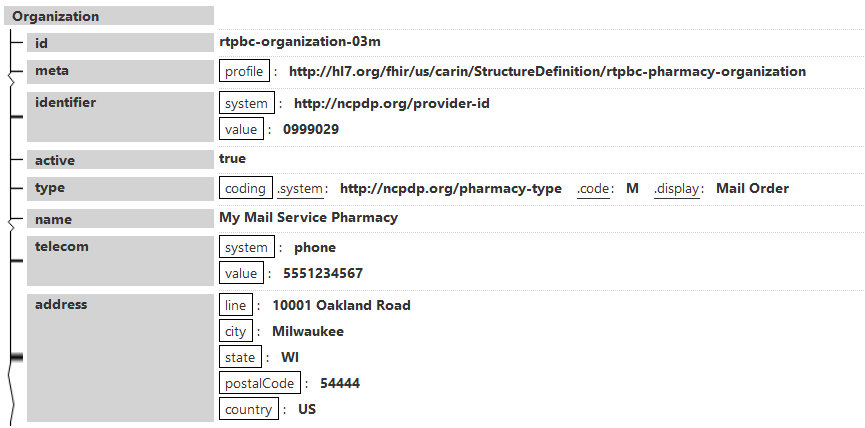 Organization
id rtpbc-organization-03m
meta profile : http://hl7.org/fhir/us/carin/StructureDefinition/rtpbc-pharmacy-organization
identifier system : http://ncpdp.org/provider-id
value : 0999029
active true
type coding .system: http://ncpdp.org/pharmacy-type .code: M .display: Mail Order
name My Mail Service Pharmacy
telecom system : phone
value : 5551234567
address line : 10001 Oakland Road
city : Milwaukee
state : WI
postalCode : 54444
country : US